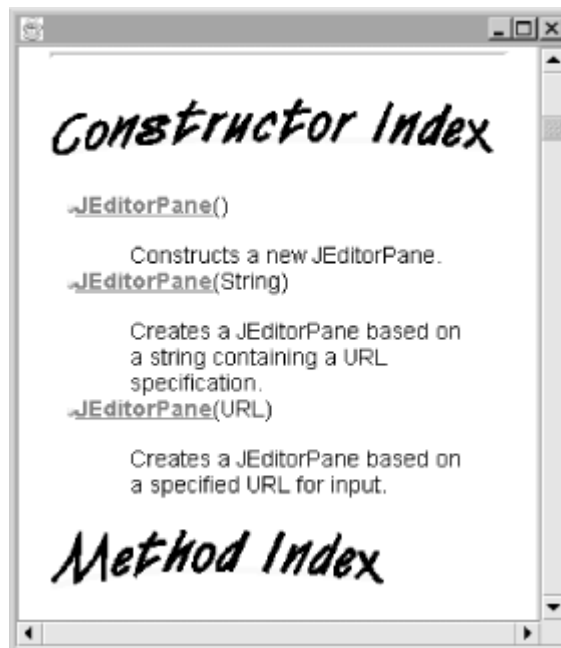 Constructor Index
JEditorPane()
Constructs a new JEditorPane.
JEditorPane(String)
Creates a JEditorPane based on
a string containing a URL
specification.
JEditorPane(URL)
Creates a JEditorPane based on
a specified URL for input.
Method Index